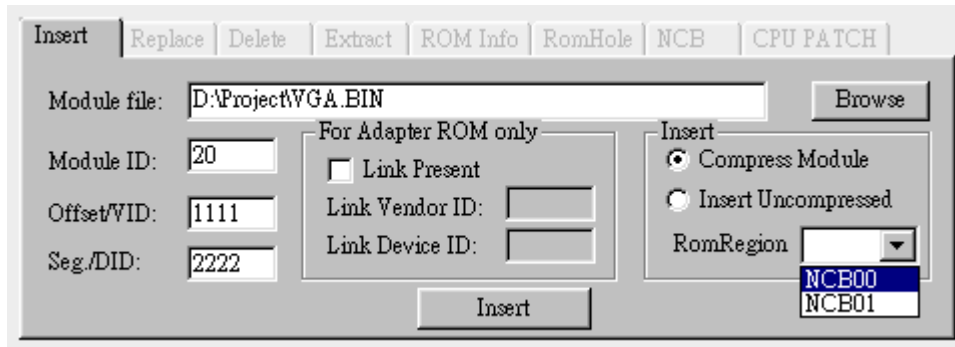 Insert Replace Delete Extract ROM Info RomHole NCB CPU PATCH
Module file: D:\Project\VGA.BIN Browse
For Adapter ROM only
Insert
Module ID: 20
Link Present
Compress Module
Offset/VID: 1111
Link Vendor ID:
Insert Uncompressed
Seg./DID: 2222
Link Device ID:
RomRegion
NCB00
NCB01
Insert